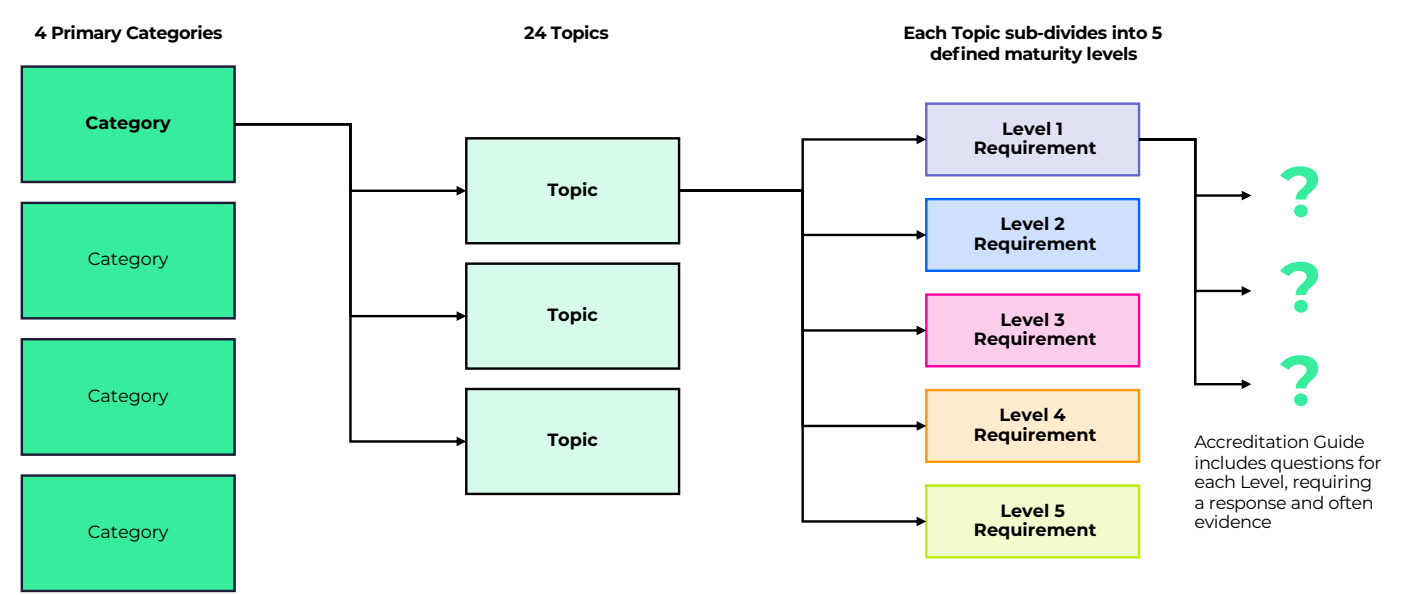 4 Primary Categories
24 Topics
Each Topic sub-divides into 5
defined maturity levels
Category
Category
Category
Category
Topic
Topic
Topic
Level 1
Requirement
Level 2
Requirement
Level 3
Requirement
Level 4
Requirement
Level 5
Requirement
?
?
?
Accreditation Guide
includes questions for
each Level, requiring
a response and often
evidence